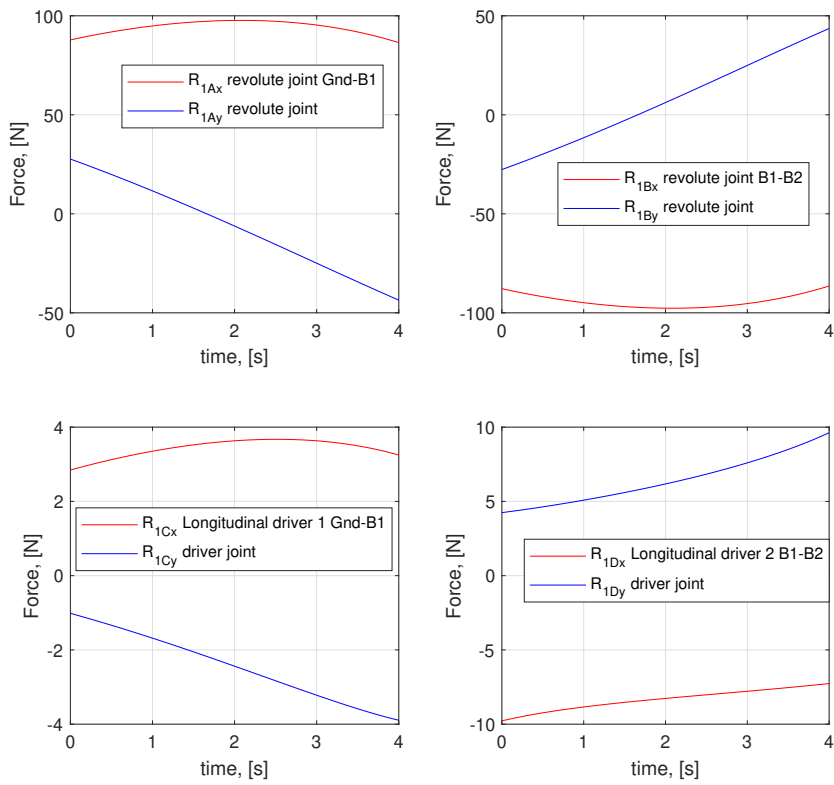 100
50
0
-50
Force, [N]
R1Ax revolute joint Gnd-B1
R1Ay revolute joint
0 1 2 3 4
time, [s]
50
0
-50
-100
Force, [N]
R1Bx revolute joint B1-B2
R1By revolute joint
0 1 2 3 4
time, [s]
4
2
0
-2
-4
Force, [N]
R1Cx Longitudinal driver 1 Gnd-B1
R1Cy driver joint
0 1 2 3 4
time, [s]
10
5
0
-5
-10
Force, [N]
R1Dx Longitudinal driver 2 B1-B2
R1Dy driver joint
0 1 2 3 4
time, [s]